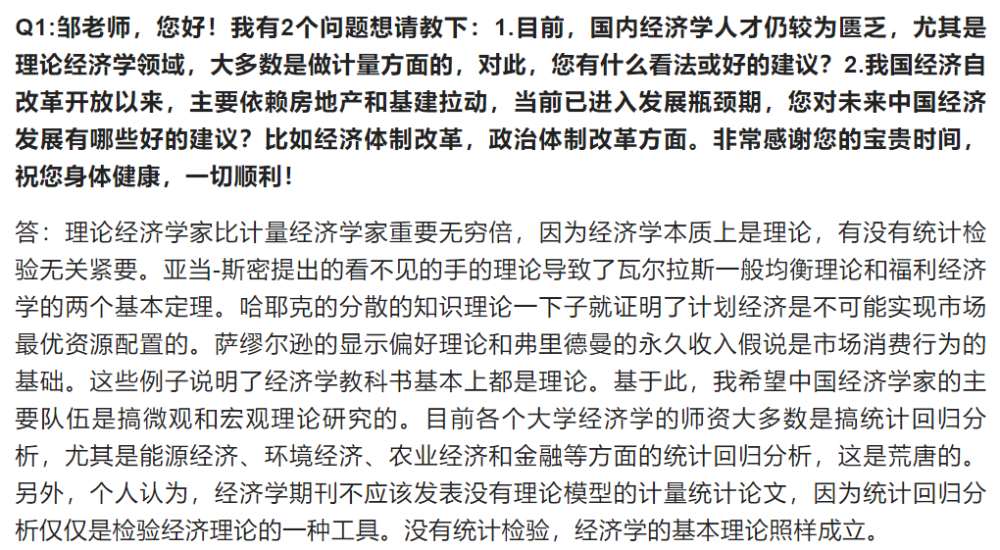 Q1:邹老师，您好！我有2个问题想请教下：1.目前，国内经济学人才仍较为匮乏，尤其是
理论经济学领域，大多数是做计量方面的，对此，您有什么看法或好的建议？2.我国经济自
改革开放以来，主要依赖房地产和基建拉动，当前已进入发展瓶颈期，您对未来中国经济
发展有哪些好的建议？比如经济体制改革，政治体制改革方面。非常感谢您的宝贵时间，
祝您身体健康，一切顺利！
答：理论经济学家比计量经济学家重要无穷倍，因为经济学本质上是理论，有没有统计检
验无关紧要。亚当-斯密提出的看不见的手的理论导致了瓦尔拉斯一般均衡理论和福利经济
学的两个基本定理。哈耶克的分散的知识理论一下子就证明了计划经济是不可能实现市场
最优资源配置的。萨缪尔逊的显示偏好理论和弗里德曼的永久收入假说是市场消费行为的
基础。这些例子说明了经济学教科书基本上都是理论。基于此，我希望中国经济学家的主
要队伍是搞微观和宏观理论研究的。目前各个大学经济学的师资大多数是搞统计回归分
析，尤其是能源经济、环境经济、农业经济和金融等方面的统计回归分析，这是荒唐的。
另外，个人认为，经济学期刊不应该发表没有理论模型的计量统计论文，因为统计回归分
析仅仅是检验经济理论的一种工具。没有统计检验，经济学的基本理论照样成立。